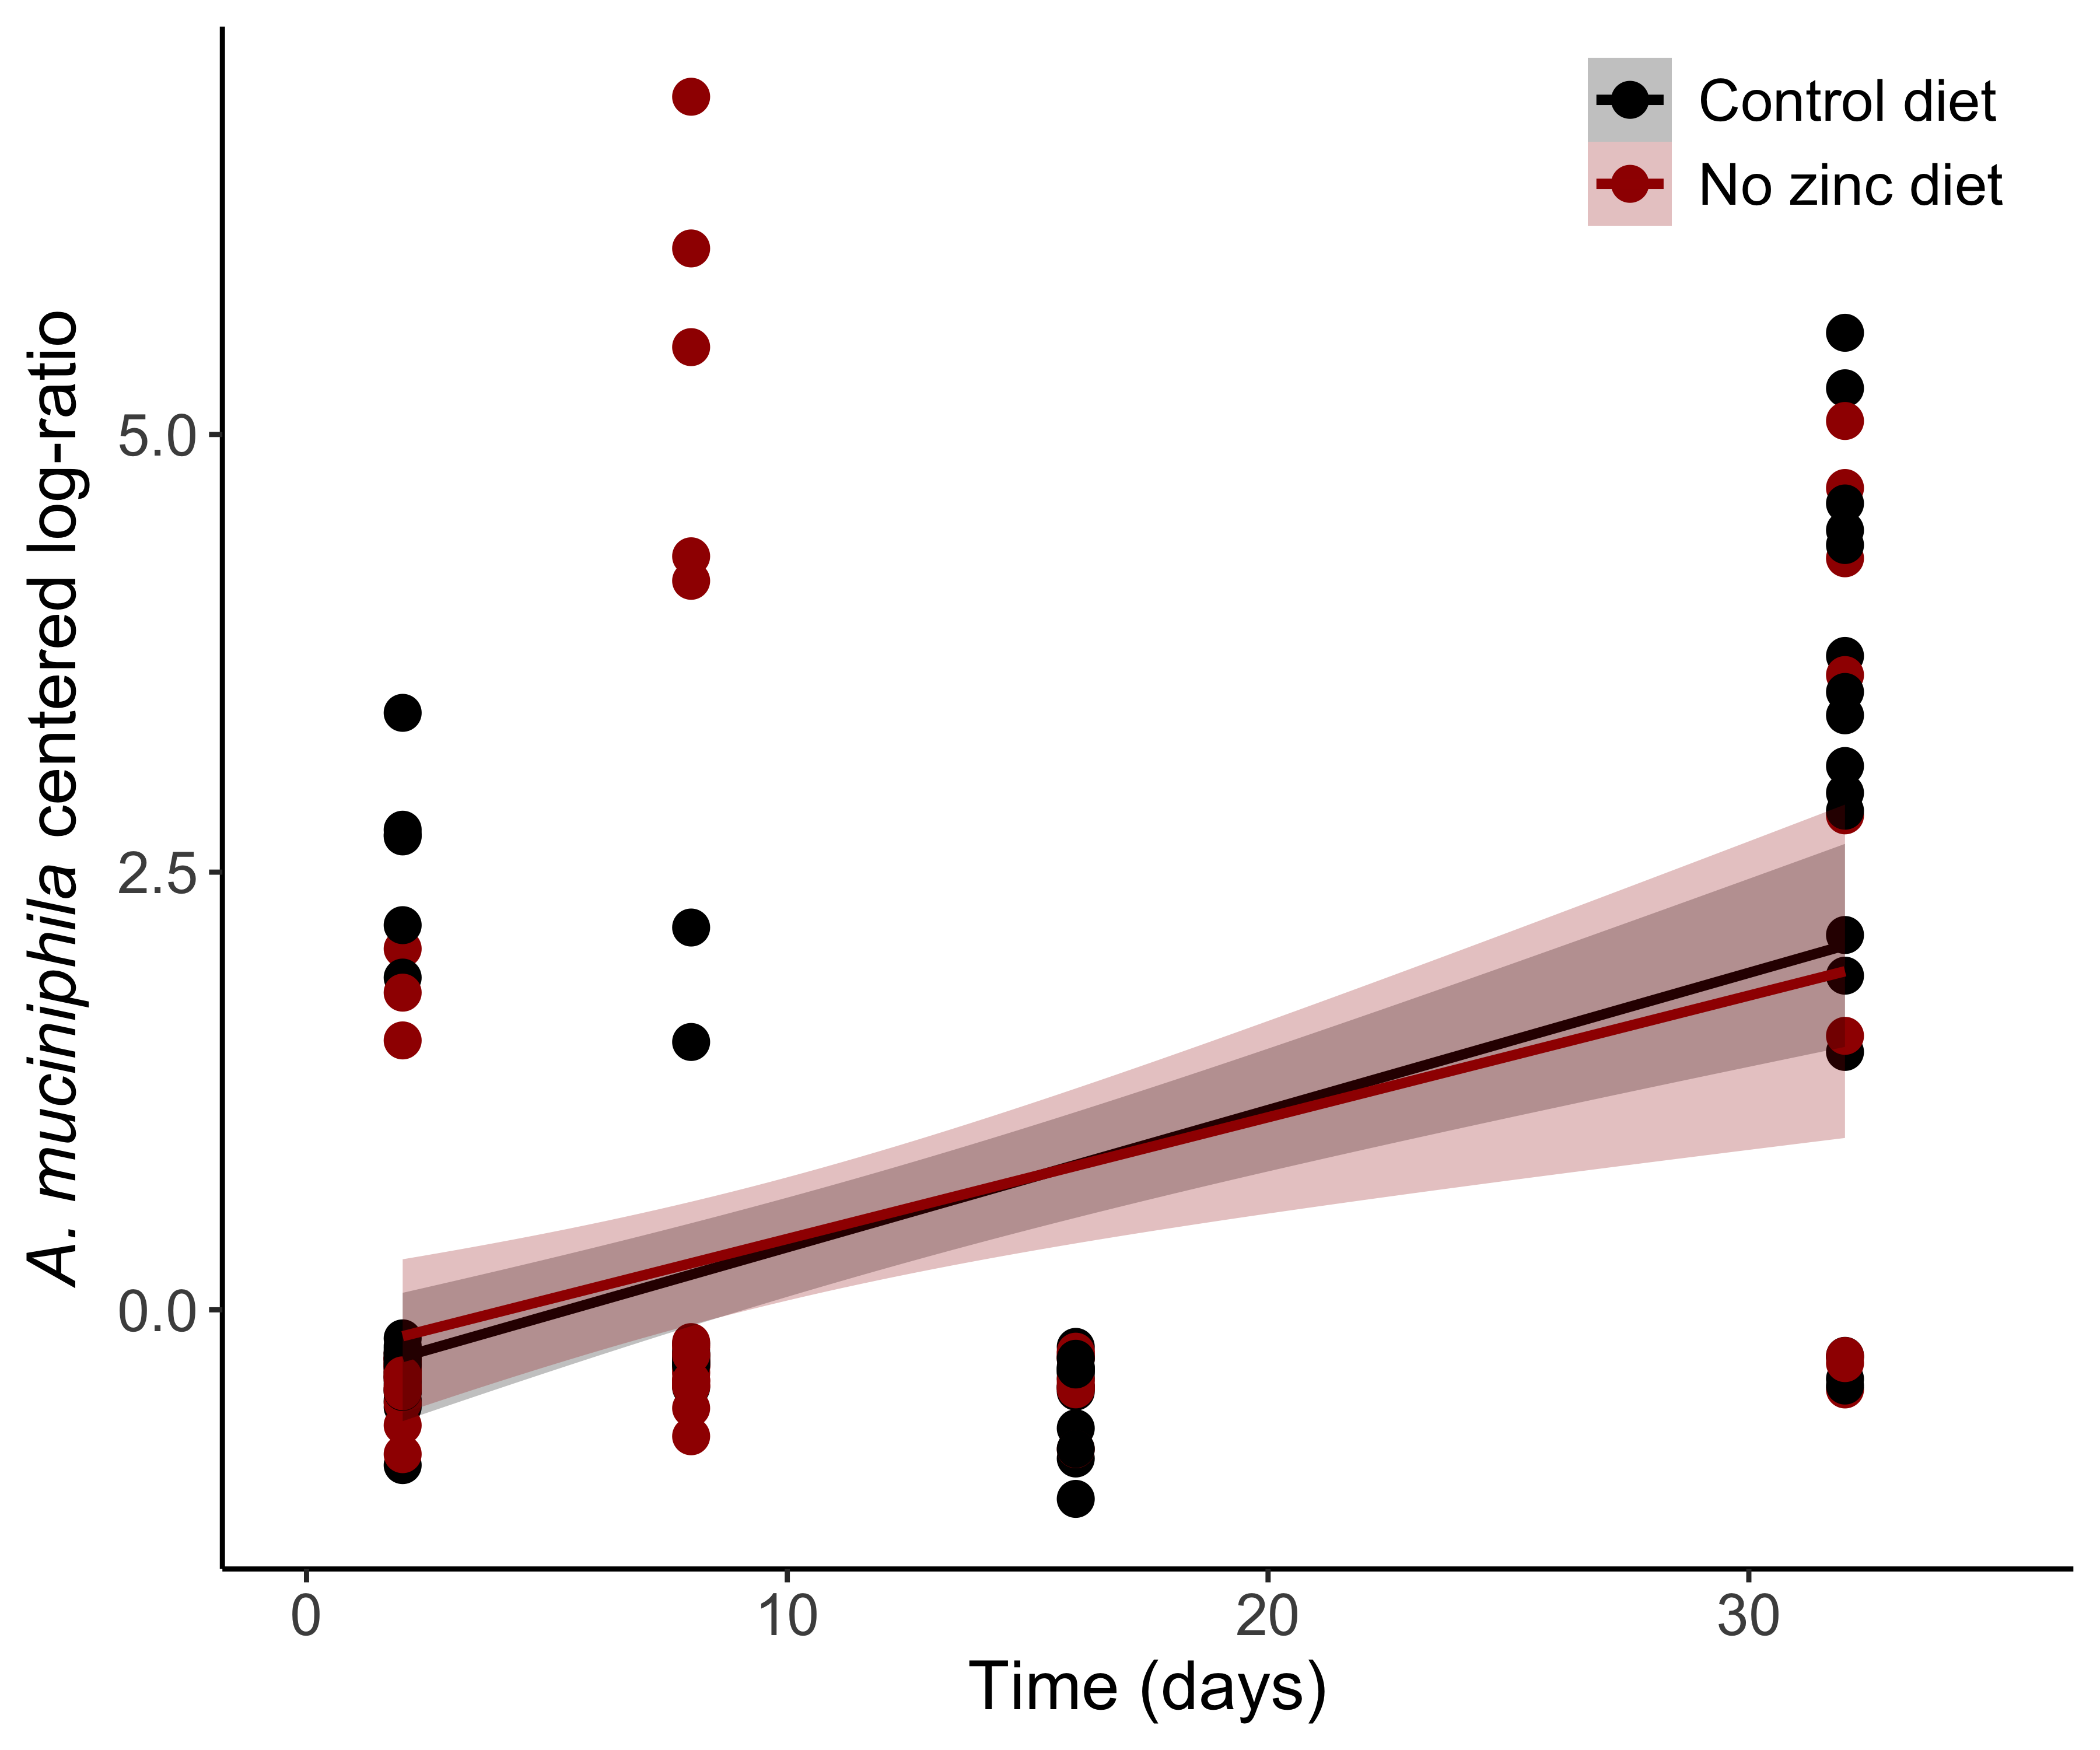 Control diet
No zinc diet
A. muciniphila centered log-ratio
5.0
2.5
0.0
0 10 20 30
Time (days)